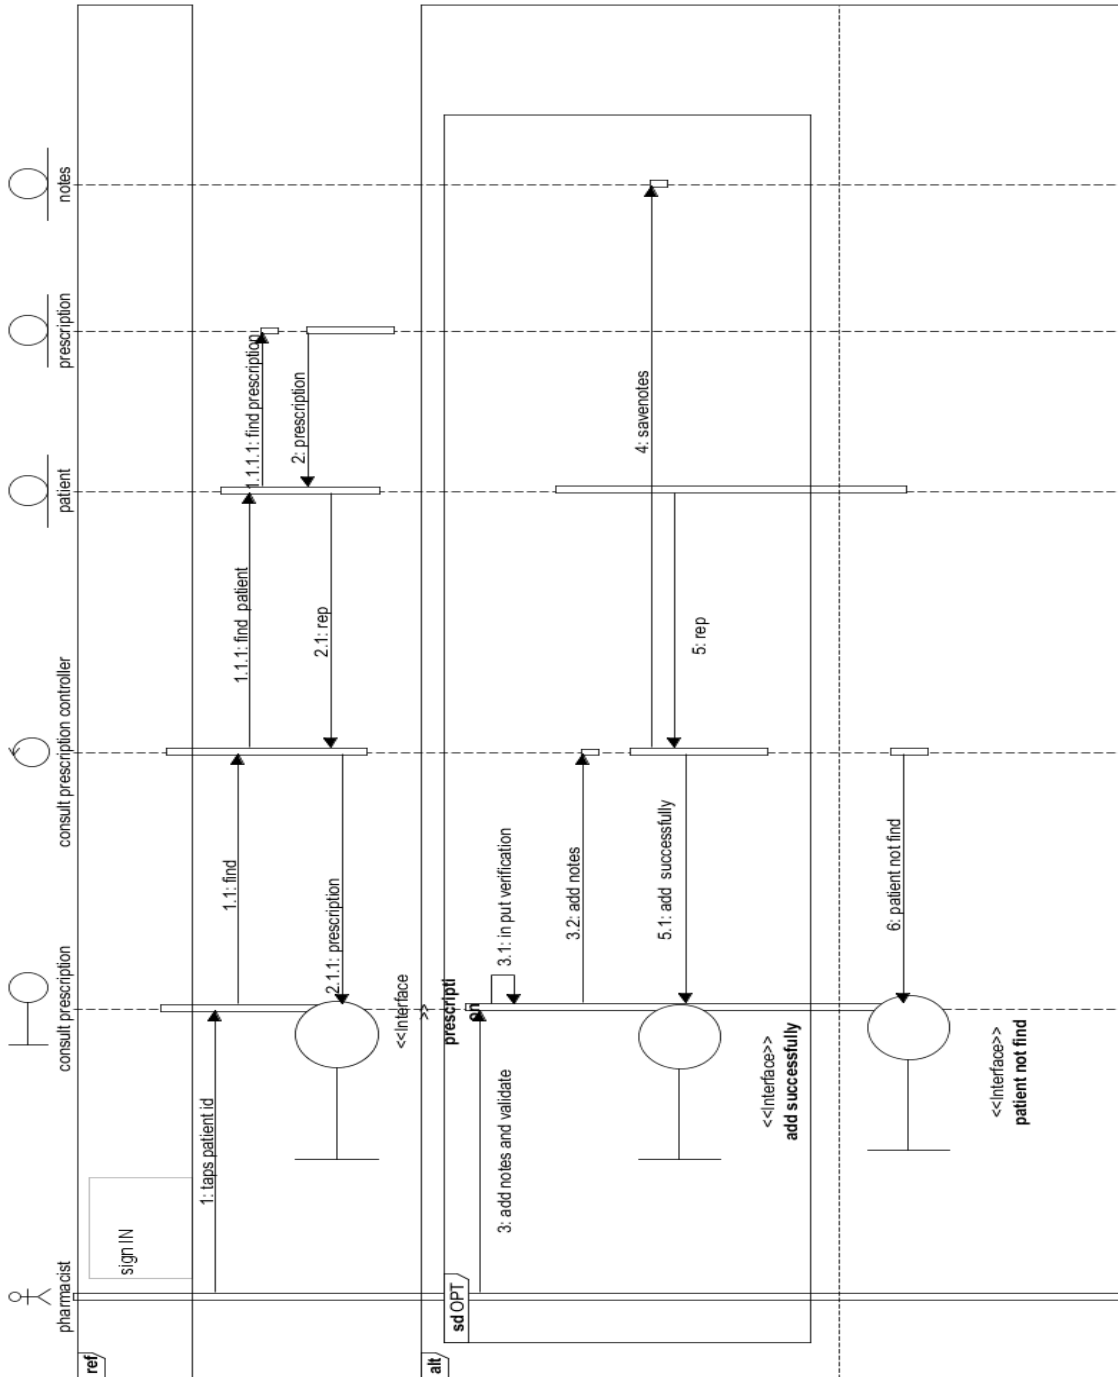 pharmacist
consult prescription
consult prescription controller
patient
prescription
notes
ref
sign IN
1: taps patient id
1.1: find
1.1.1: find patient
1.1.1.1: find prescription
2: prescription
2.1: rep
2.1.1: prescription
<<Interface
>>
prescripti
on
alt
sd OPT
3: add notes and validate
3.1: in put verification
3.2: add notes
4: savenotes
5: rep
5.1: add successfully
<<Interface>>
add successfully
6: patient not find
<<Interface>>
patient not find